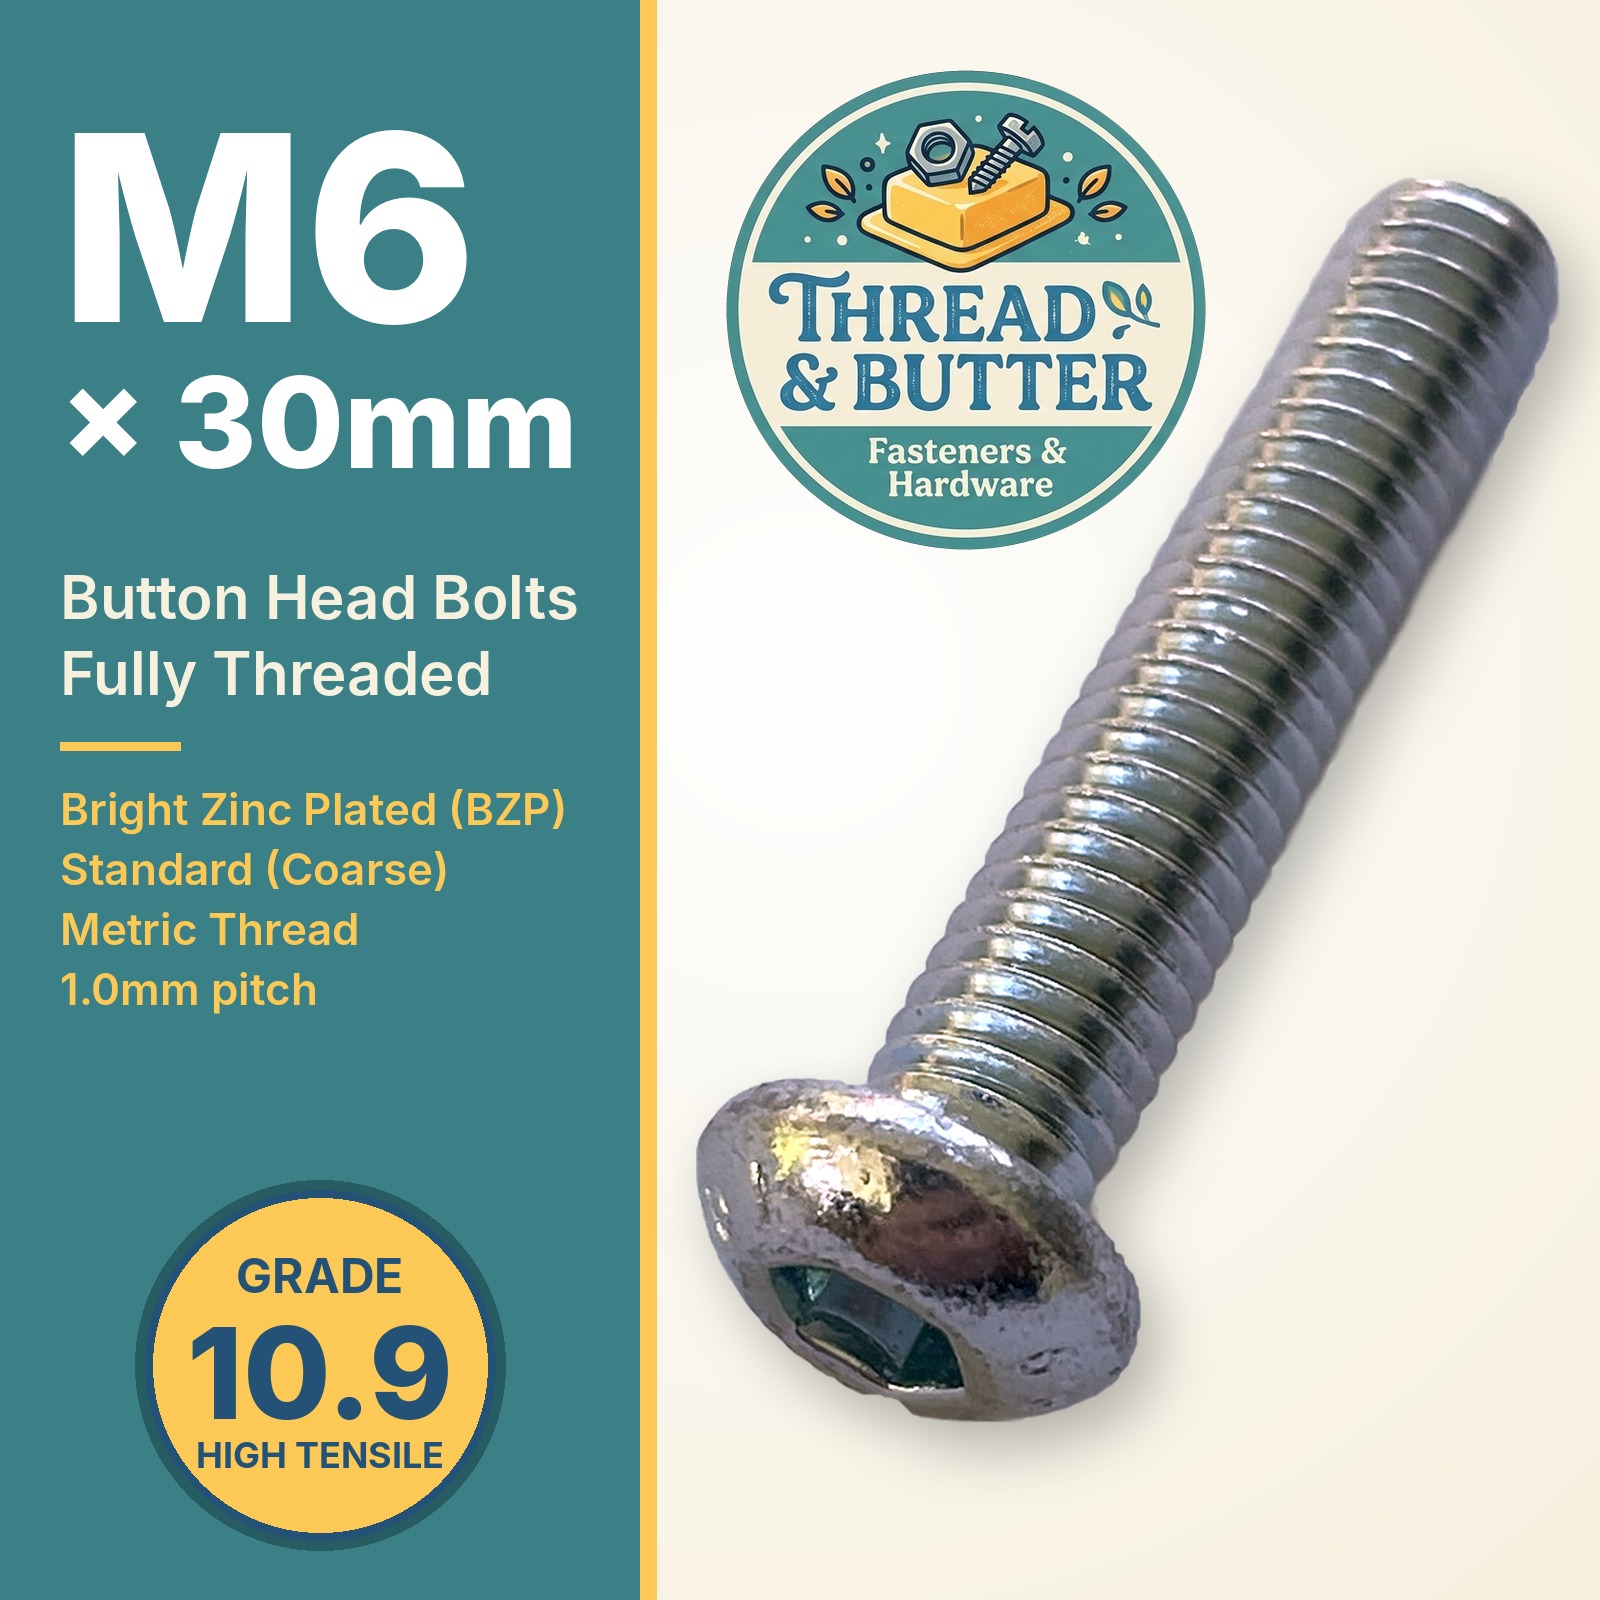 M6
× 30mm
Button Head Bolts
Fully Threaded
Bright Zinc Plated (BZP)
Standard (Coarse)
Metric Thread
1.0mm pitch
GRADE
10.9
HIGH TENSILE
THREAD
& BUTTER
Fasteners &
Hardware